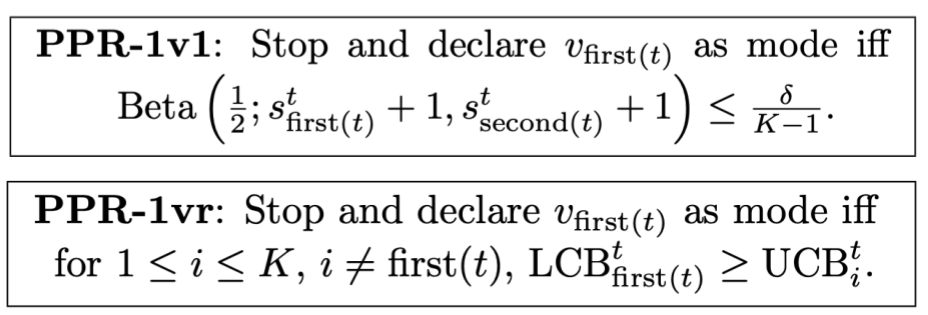 PPR-1v1: Stop and declare $v_{\text{first}(t)}$ as mode iff
$\text{Beta}\left(\frac{1}{2}; s^t_{\text{first}(t)} + 1, s^t_{\text{second}(t)} + 1\right) \leq \frac{\delta}{K-1}.$
PPR-1vr: Stop and declare $v_{\text{first}(t)}$ as mode iff
for $1 \leq i \leq K$, $i \neq \text{first}(t)$, $\text{LCB}^t_{\text{first}(t)} \geq \text{UCB}^t_i.$